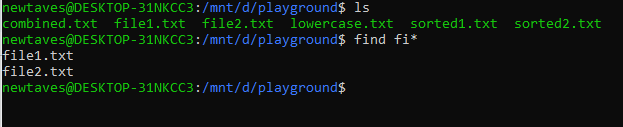 newtaves@DESKTOP-31NKCC3:/mnt/d/playground$ ls
combined.txt  file1.txt  file2.txt  lowercase.txt  sorted1.txt  sorted2.txt
newtaves@DESKTOP-31NKCC3:/mnt/d/playground$ find fi*
file1.txt
file2.txt
newtaves@DESKTOP-31NKCC3:/mnt/d/playground$